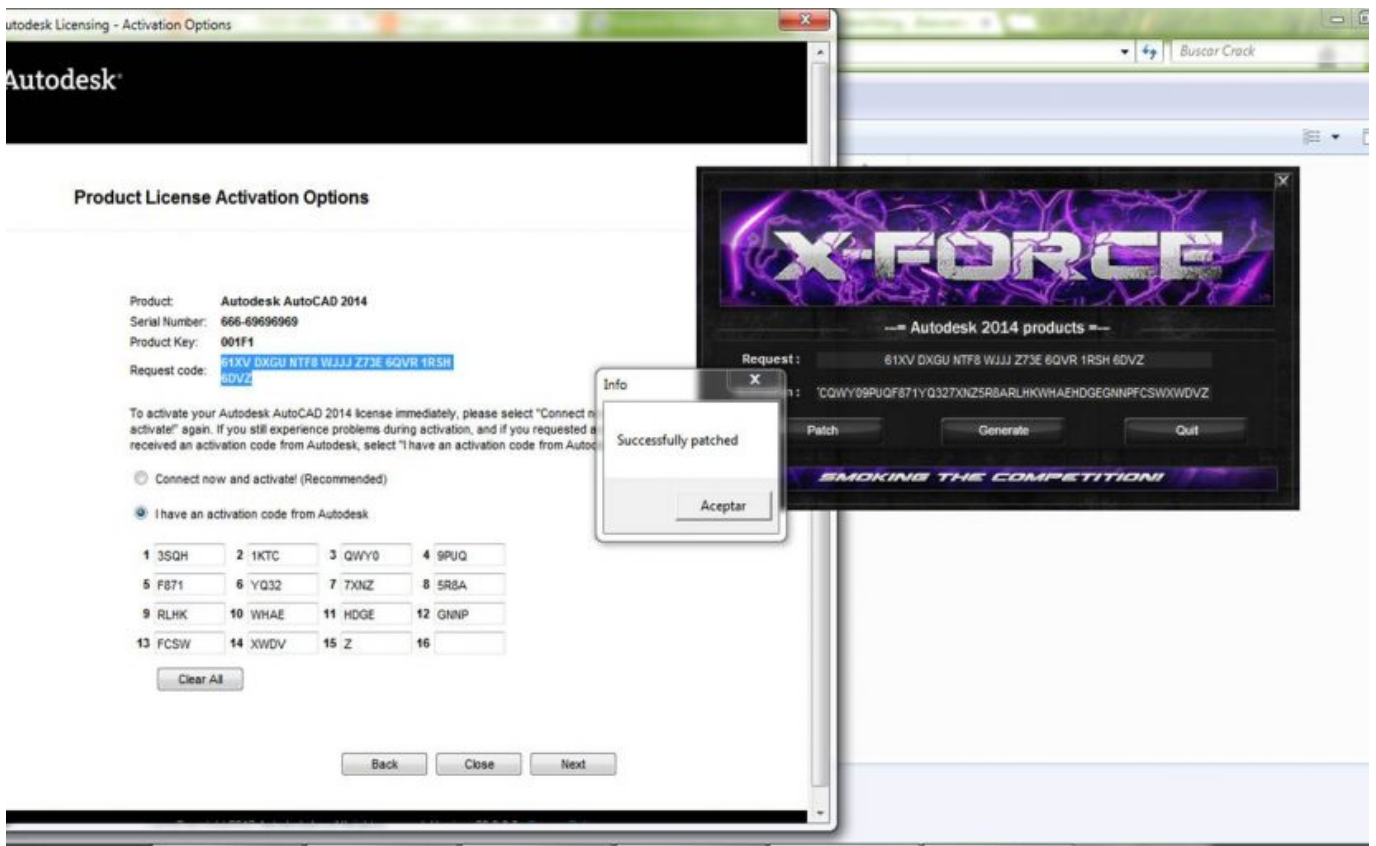 utodesk Licensing - Activation Options
Buscar Crack
Autodesk
Product License Activation Options
Product: Autodesk AutoCAD 2014
Serial Number: 666-69696969
Product Key: 001F1
Request code: 61XV DXGU NTF8 WJJJ Z73E 6QVR 1RSH
6DVZ
To activate your Autodesk AutoCAD 2014 license immediately, please select "Connect n
activate!" again. If you still experience problems during activation, and if you requested a
received an activation code from Autodesk, select "I have an activation code from Autod
Connect now and activate! (Recommended)
I have an activation code from Autodesk
1 3SQH 2 1KTC 3 QWY0 4 9PUQ
5 F871 6 YQ32 7 7XNZ 8 5R8A
9 RLHK 10 WHAE 11 HDGE 12 GNNP
13 FCSW 14 XWDV 15 Z 16
Clear All
Back Close Next
Info
Successfully patched
Aceptar
X-FORCE
---= Autodesk 2014 products =---
Request : 61XV DXGU NTF8 WJJJ Z73E 6QVR 1RSH 6DVZ
TCQWY09PUQF871YQ327XNZ5R8ARLHKWHAEHDGEGNNPFCSWXWDVZ
Patch Generate Quit
SMOKING THE COMPETITION!